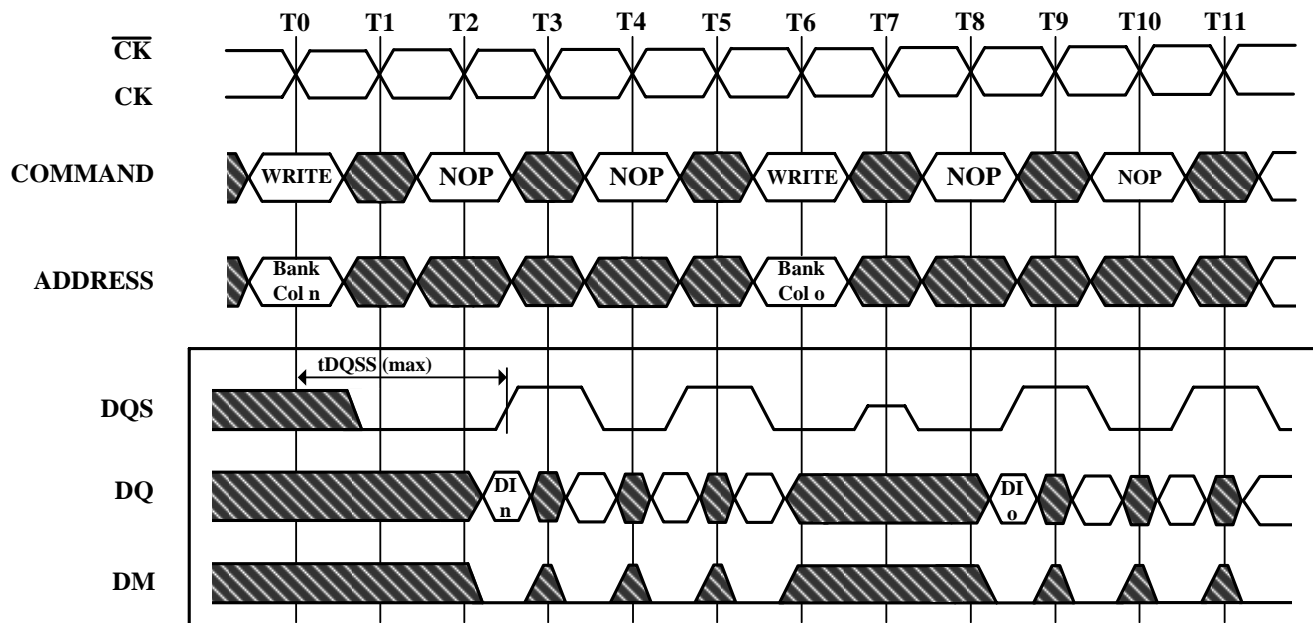 T0 T1 T2 T3 T4 T5 T6 T7 T8 T9 T10 T11
CK
CK
COMMAND WRITE NOP NOP WRITE NOP NOP
ADDRESS Bank Col n Bank Col o
tDQSS (max)
DQS
DQ DI n DI o
DM